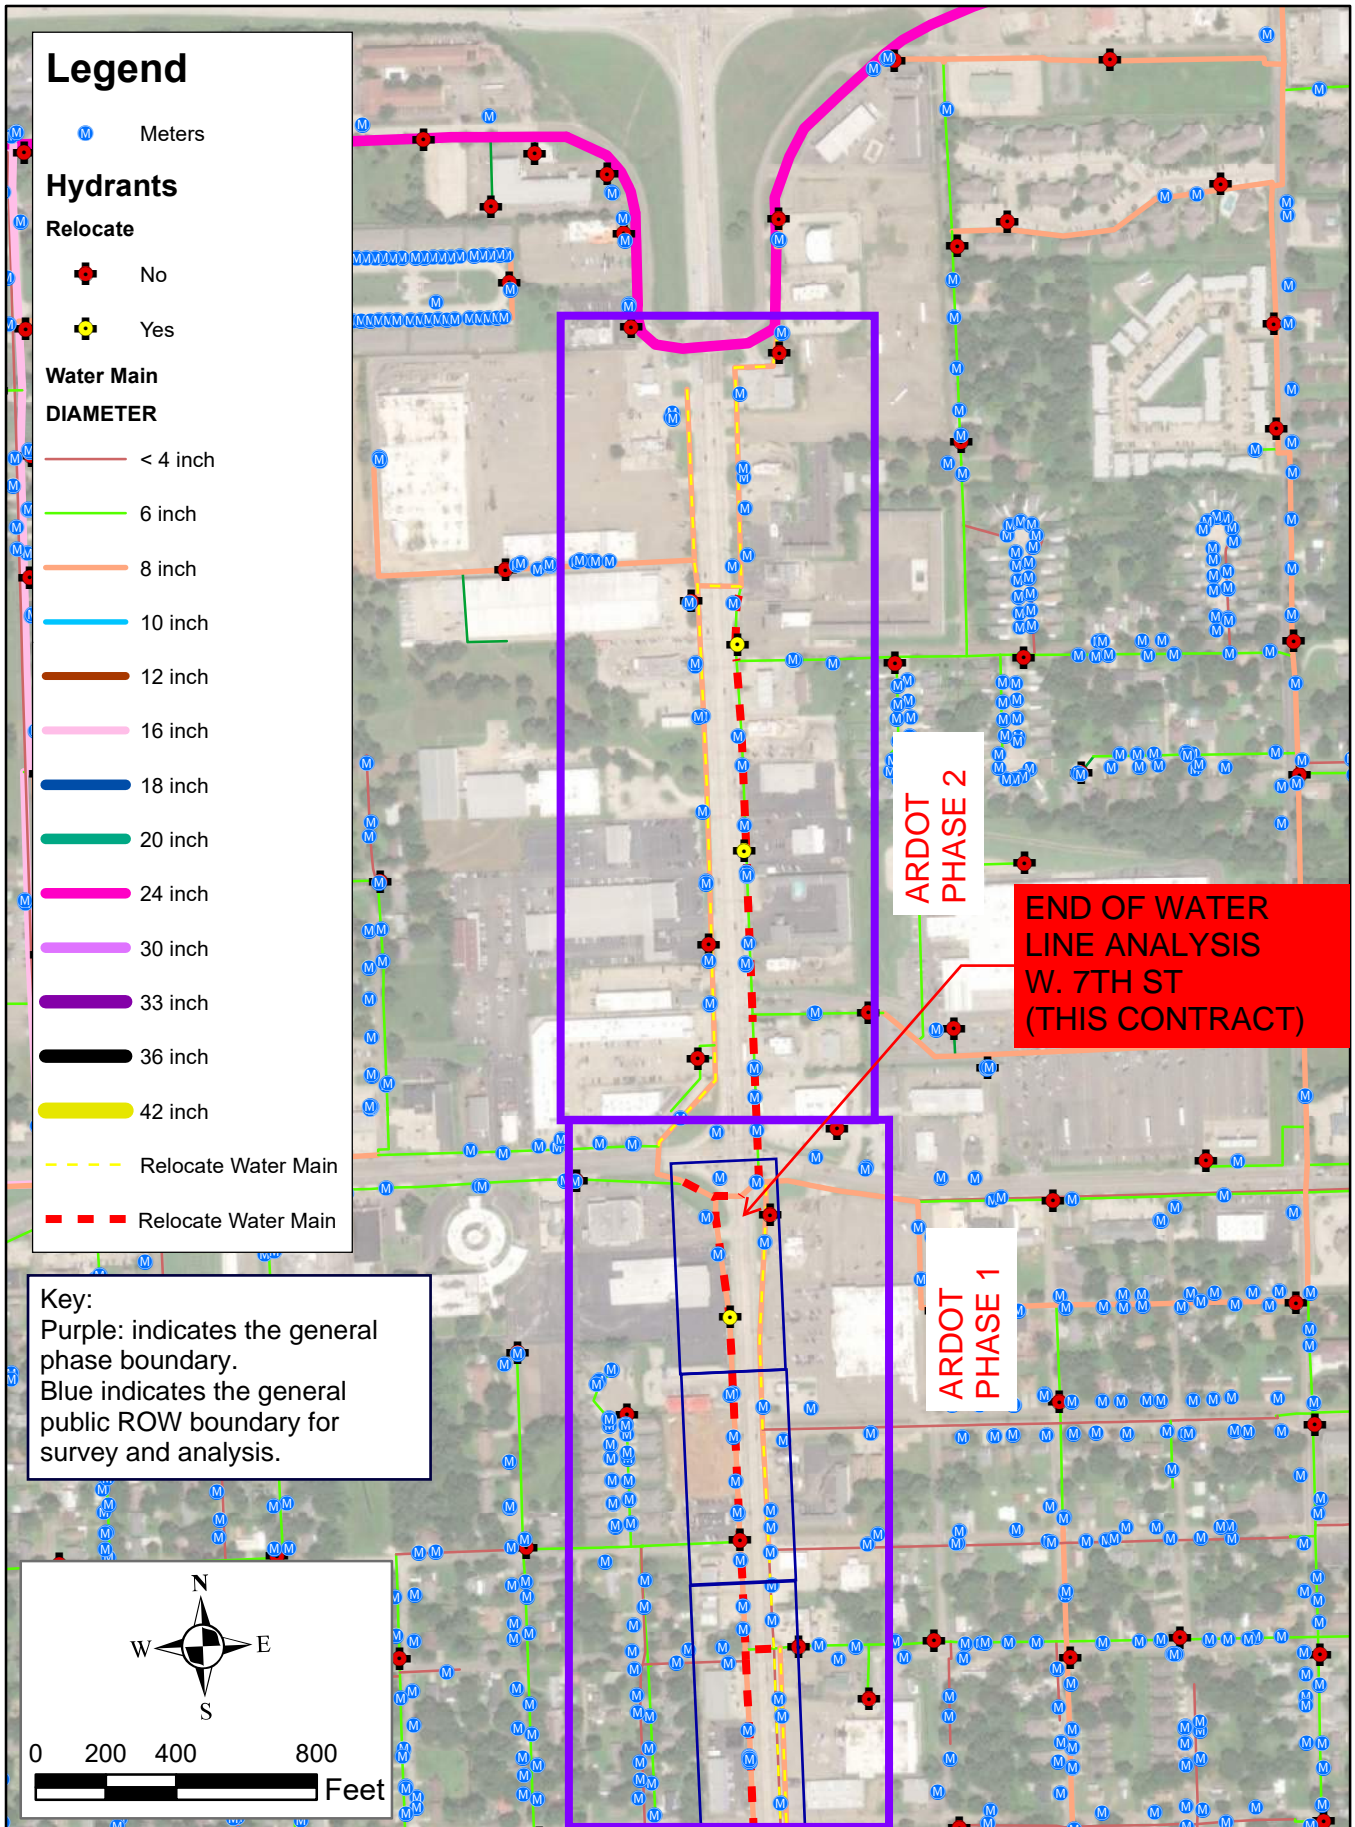 Legend
M Meters
Hydrants
Relocate
No
Yes
Water Main
DIAMETER
< 4 inch
6 inch
8 inch
10 inch
12 inch
16 inch
18 inch
20 inch
24 inch
30 inch
33 inch
36 inch
42 inch
Relocate Water Main
Relocate Water Main
Key:
Purple: indicates the general
phase boundary.
Blue indicates the general
public ROW boundary for
survey and analysis.
N
W
E
S
0 200 400 800
Feet
ARDOT
PHASE 2
END OF WATER
LINE ANALYSIS
W. 7TH ST
(THIS CONTRACT)
ARDOT
PHASE 1